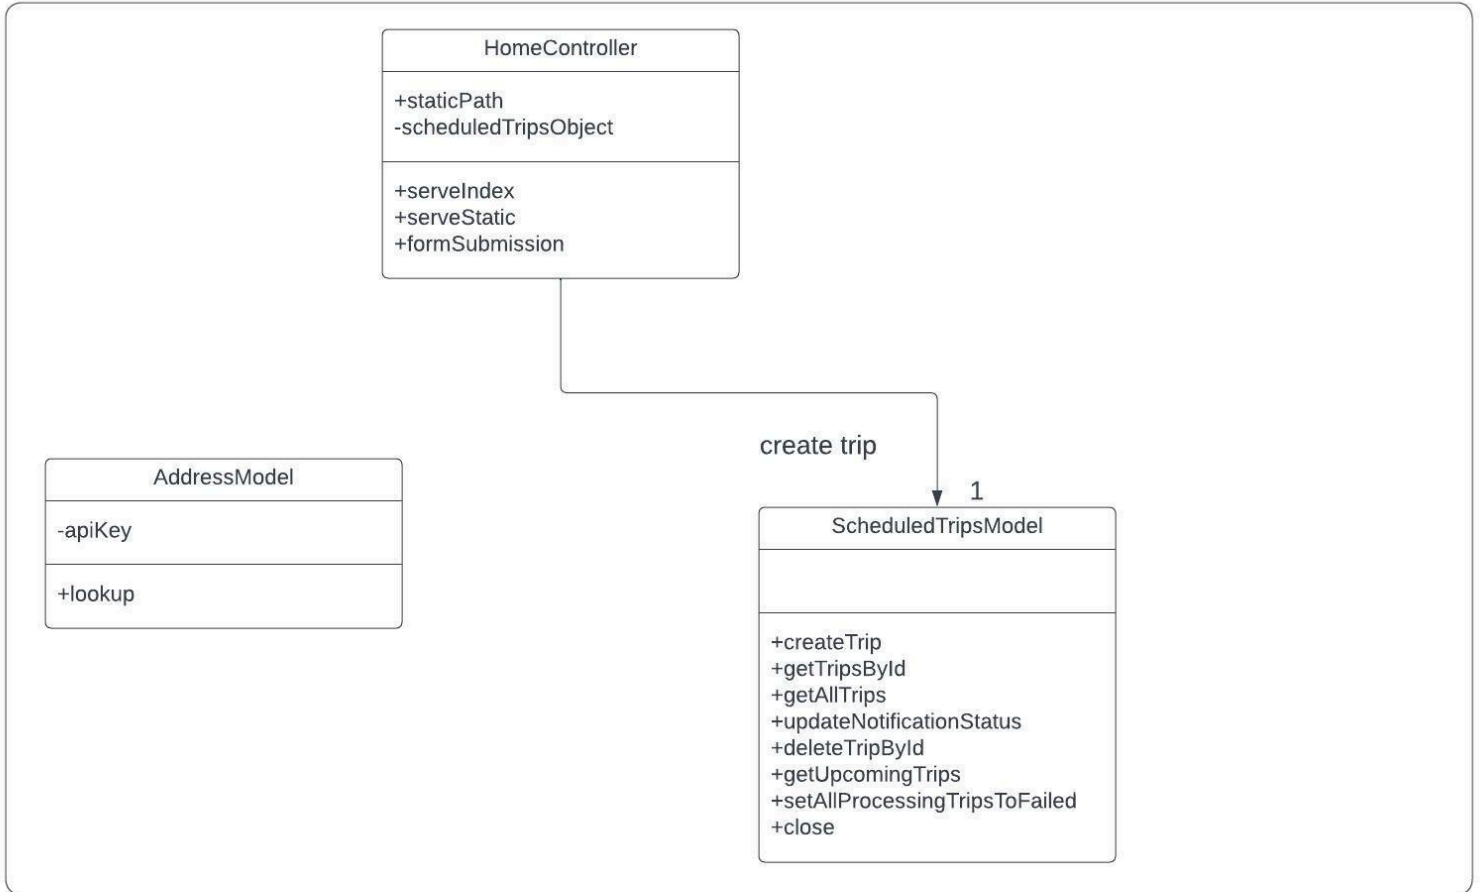 HomeController
+staticPath
-scheduledTripsObject
+serveIndex
+serveStatic
+formSubmission
create trip
1
AddressModel
-apiKey
+lookup
ScheduledTripsModel
+createTrip
+getTripsById
+getAllTrips
+updateNotificationStatus
+deleteTripById
+getUpcomingTrips
+setAllProcessingTripsToFailed
+close